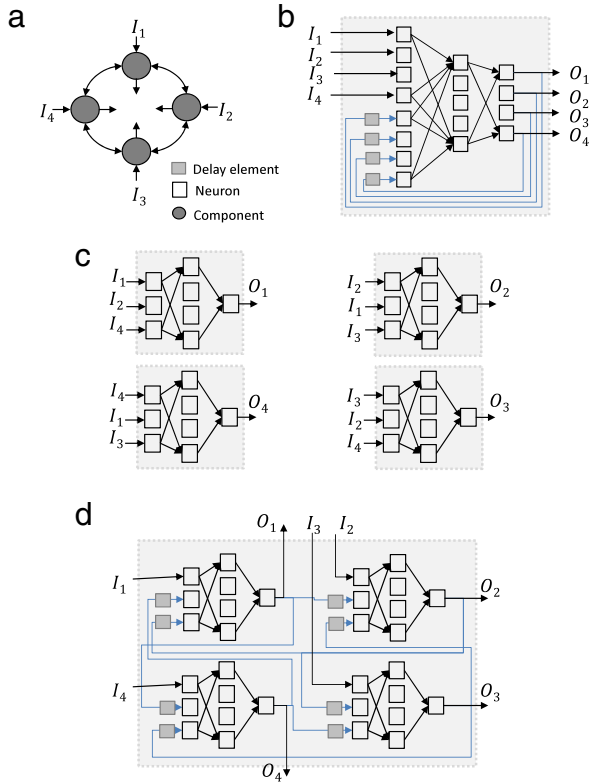 a
I1
I4
I2
I3
Delay element
Neuron
Component
b
I1
I2
I3
I4
O1
O2
O3
O4
c
I1
I2
I4
O1
I2
I1
I3
O2
I4
I1
I3
O4
I3
I2
I4
O3
d
O1
I3
I2
I1
O2
I4
O3
O4